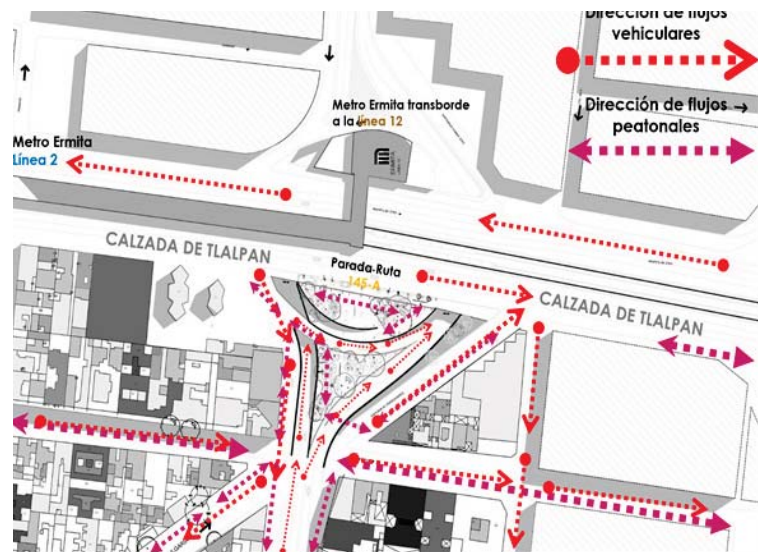 Dirección de flujos
vehiculares
Metro Ermita transborde
a la línea 12
Dirección de flujos
peatonales
Metro Ermita
Línea 2
CALZADA DE TLALPAN
Parada-Ruta
145-A
CALZADA DE TLALPAN